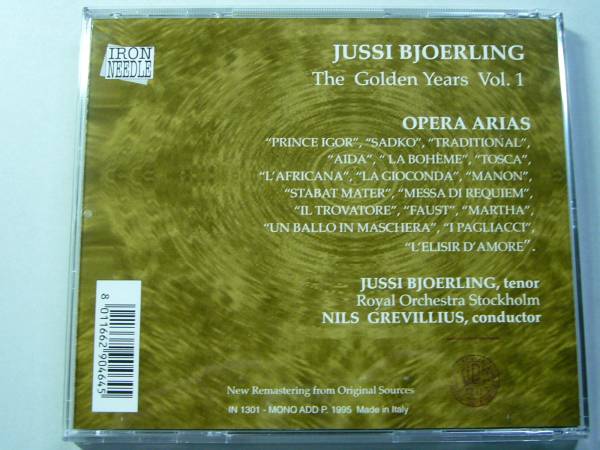 IRON
NEEDLE
JUSSI BJOERLING
The Golden Years Vol. 1
OPERA ARIAS
"PRINCE IGOR", "SADKO", "TRADITIONAL",
"AIDA", " LA BOHÈME", "TOSCA",
"L'AFRICANA", "LA GIOCONDA", "MANON",
"STABAT MATER", "MESSA DI REQUIEM",
"IL TROVATORE", "FAUST", "MARTHA",
"UN BALLO IN MASCHERA", "I PAGLIACCI",
"L'ELISIR D'AMORE".
JUSSI BJOERLING, tenor
Royal Orchestra Stockholm
NILS GREVILLIUS, conductor
8 011662 904645
New Remastering from Original Sources
IN 1301 - MONO ADD P. 1995 Made in Italy